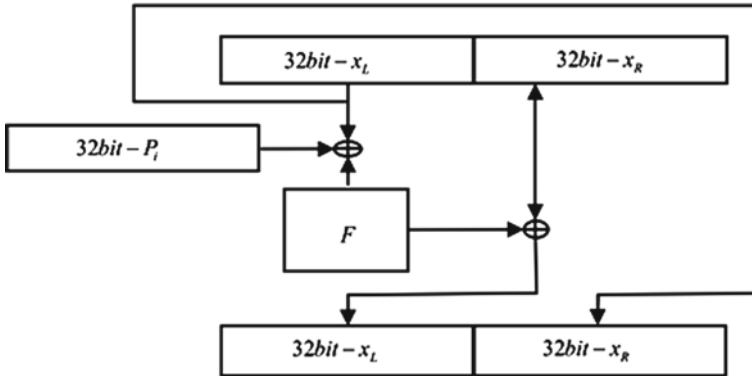 32bit – x_L 32bit – x_R
32bit – P_i
F
32bit – x_L 32bit – x_R